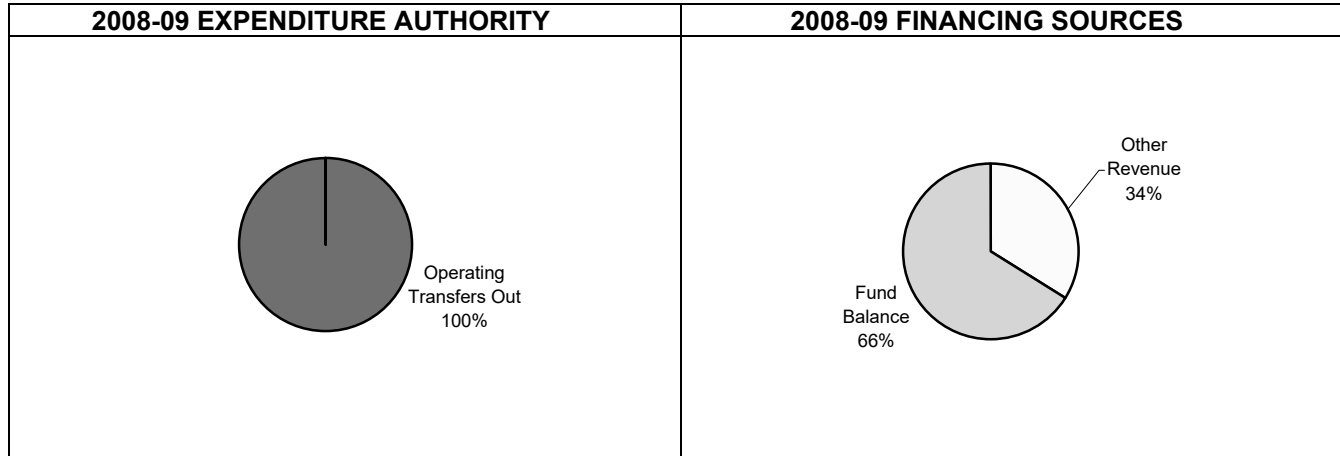 2008-09 EXPENDITURE AUTHORITY
2008-09 FINANCING SOURCES
Operating
Transfers Out
100%
Other
Revenue
34%
Fund
Balance
66%